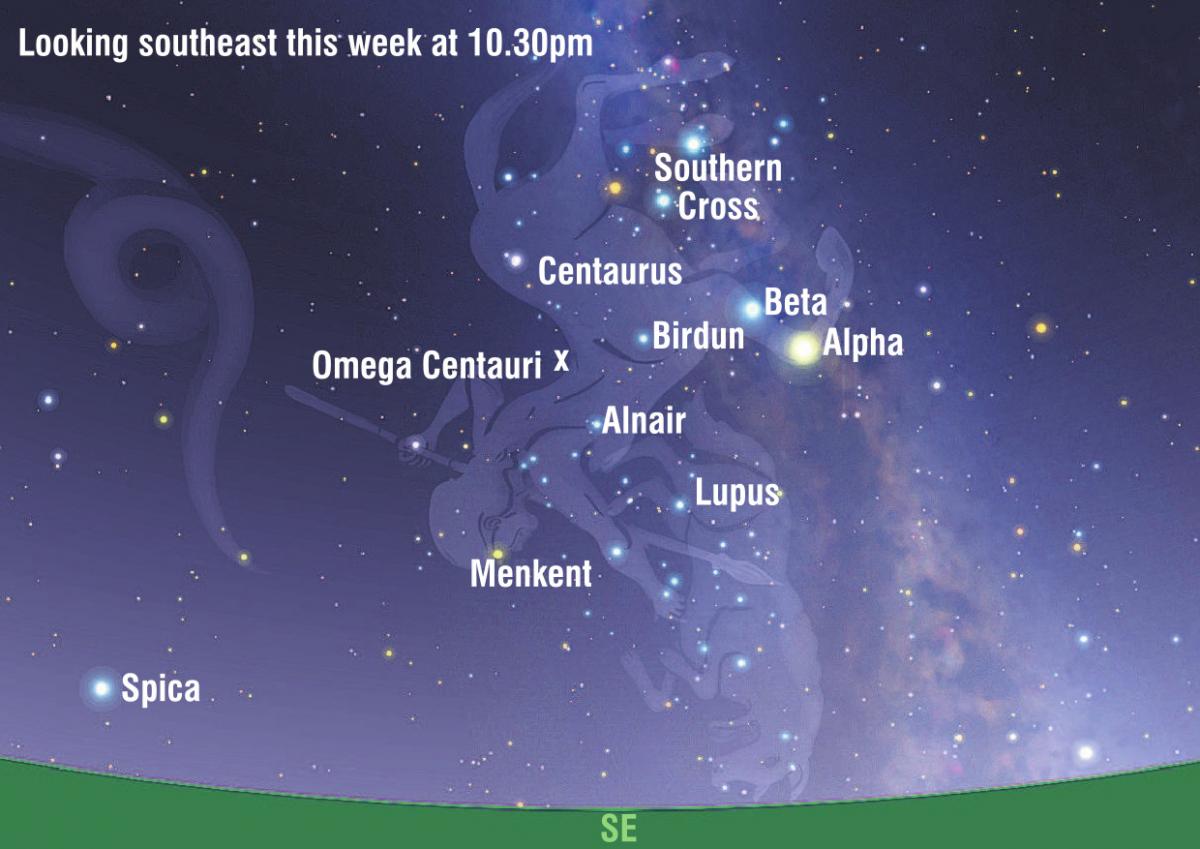 Looking southeast this week at 10.30pm
Southern
Cross
Centaurus
Beta
Birdun
Alpha
Omega Centauri x
Alnair
Lupus
Menkent
Spica
SE